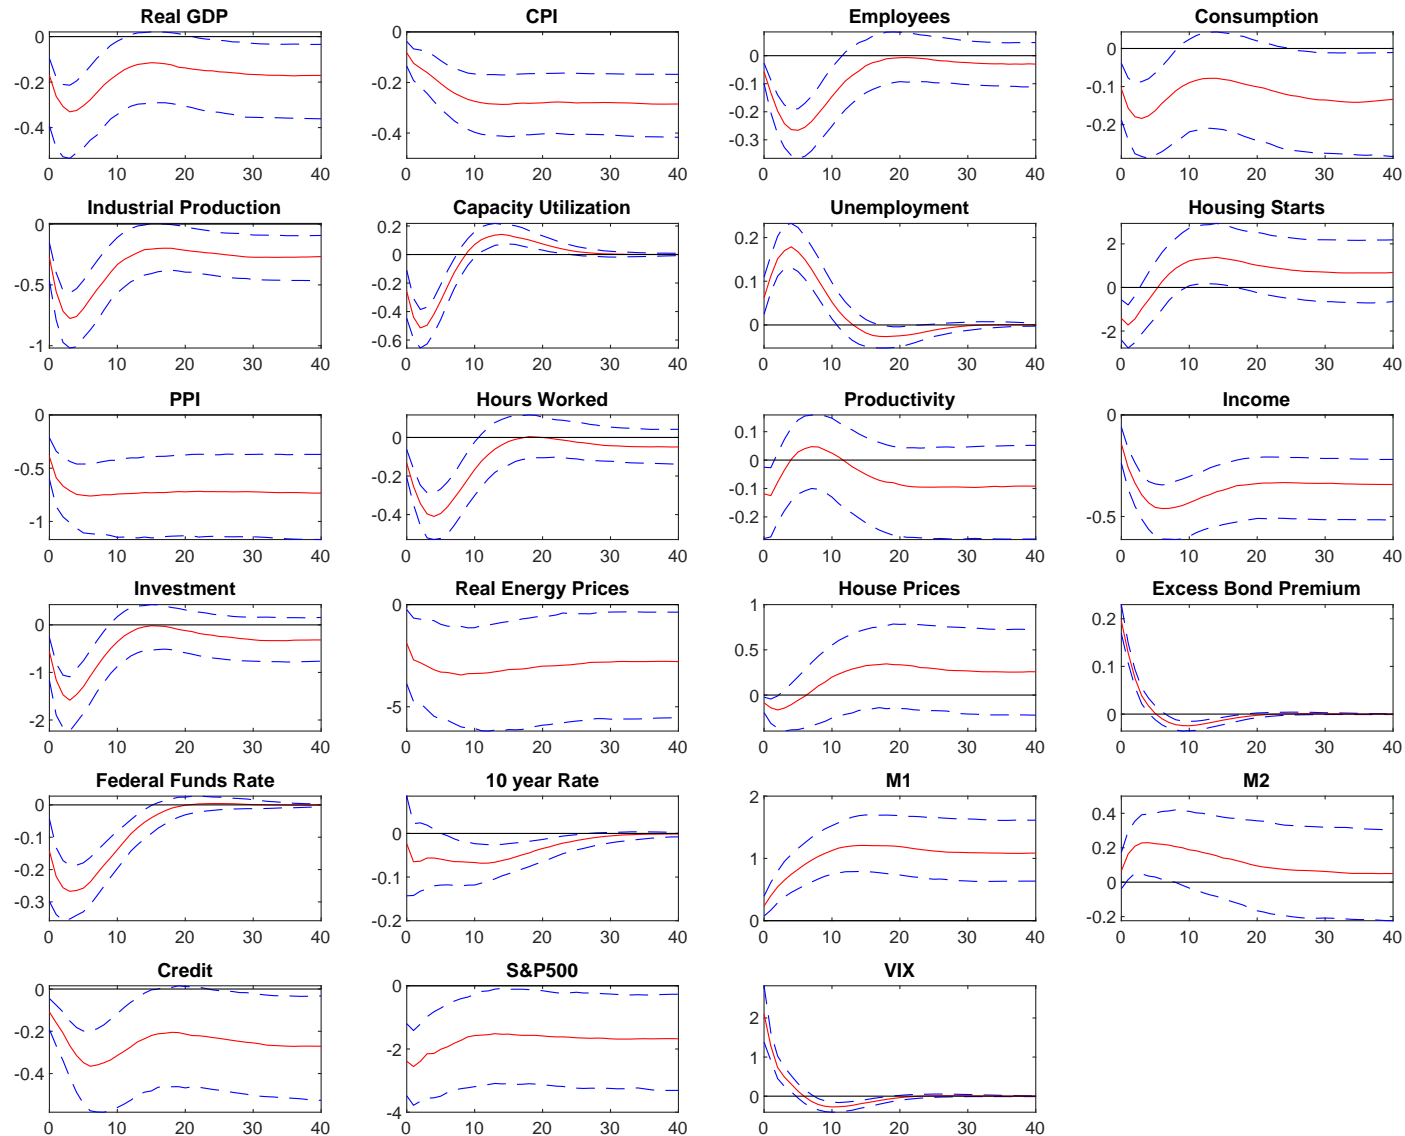 Real GDP CPI Employees Consumption
0 -0.2 -0.4
0 -0.2 -0.4
0 -0.1 -0.2 -0.3
0 -0.1 -0.2
0 10 20 30 40 0 10 20 30 40 0 10 20 30 40 0 10 20 30 40
Industrial Production Capacity Utilization Unemployment Housing Starts
0 -0.5 -1
0.2 0 -0.2 -0.4 -0.6
0.2 0.1 0
2 0 -2
0 10 20 30 40 0 10 20 30 40 0 10 20 30 40 0 10 20 30 40
PPI Hours Worked Productivity Income
0 -0.5 -1
0 -0.2 -0.4
0.1 0 -0.1 -0.2
0 -0.5
0 10 20 30 40 0 10 20 30 40 0 10 20 30 40 0 10 20 30 40
Investment Real Energy Prices House Prices Excess Bond Premium
0 -1 -2
0 -5
1 0.5 0
0.2 0.1 0
0 10 20 30 40 0 10 20 30 40 0 10 20 30 40 0 10 20 30 40
Federal Funds Rate 10 year Rate M1 M2
0 -0.1 -0.2 -0.3
0 -0.1 -0.2
2 1 0
0.4 0.2 0 -0.2
0 10 20 30 40 0 10 20 30 40 0 10 20 30 40 0 10 20 30 40
Credit S&P500 VIX
0 -0.2 -0.4
0 -2 -4
2 1 0
0 10 20 30 40 0 10 20 30 40 0 10 20 30 40